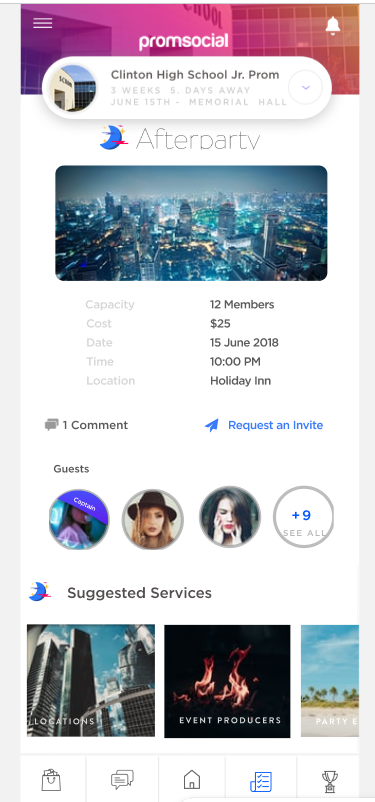 promsocial
SCHOOL
Clinton High School Jr. Prom
3 WEEKS 5. DAYS AWAY
JUNE 15TH - MEMORIAL HALL
Afterparty
Capacity 12 Members
Cost $25
Date 15 June 2018
Time 10:00 PM
Location Holiday Inn
1 Comment Request an Invite
Guests
Captain
+9
SEE ALL
Suggested Services
LOCATIONS EVENT PRODUCERS PARTY E